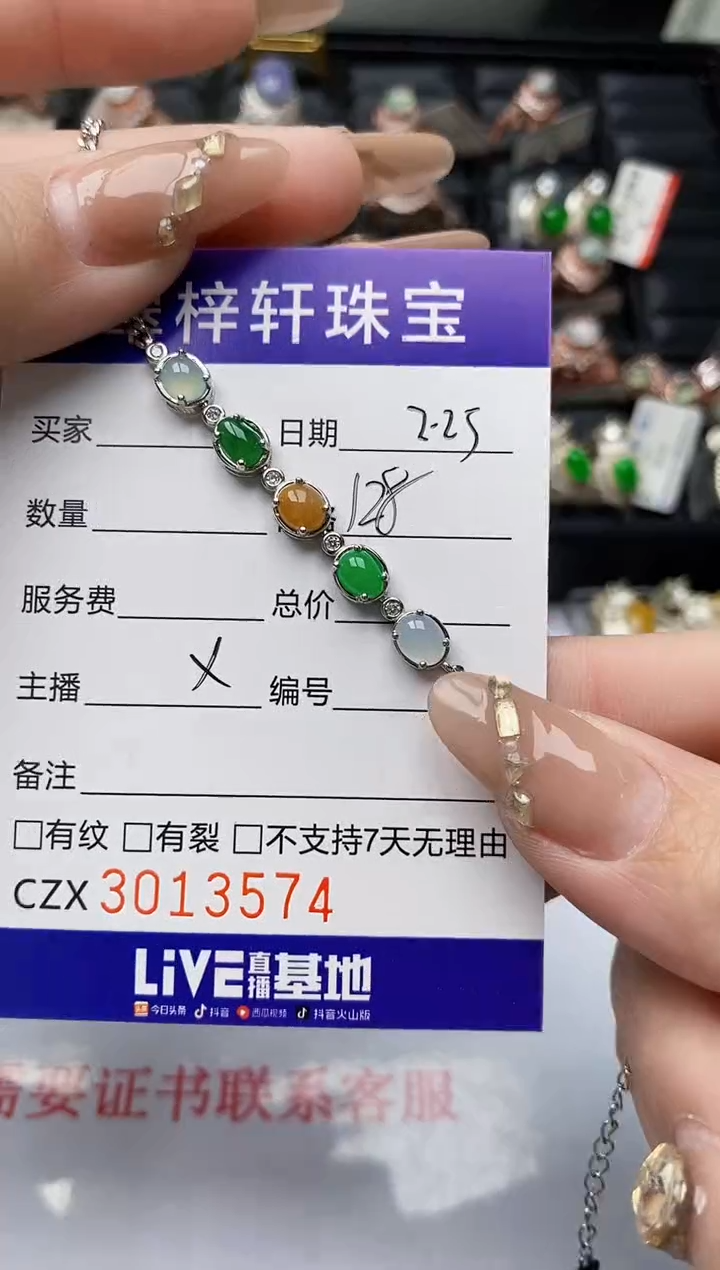 梓轩珠宝
买家 日期 2-25
数量 128
服务费 总价
主播 X 编号
备注
□有纹 □有裂 □不支持7天无理由
CZX 3013574
LiVE直播基地
头条 今日头条 抖音 西瓜视频 抖音火山版
需要证书联系客服